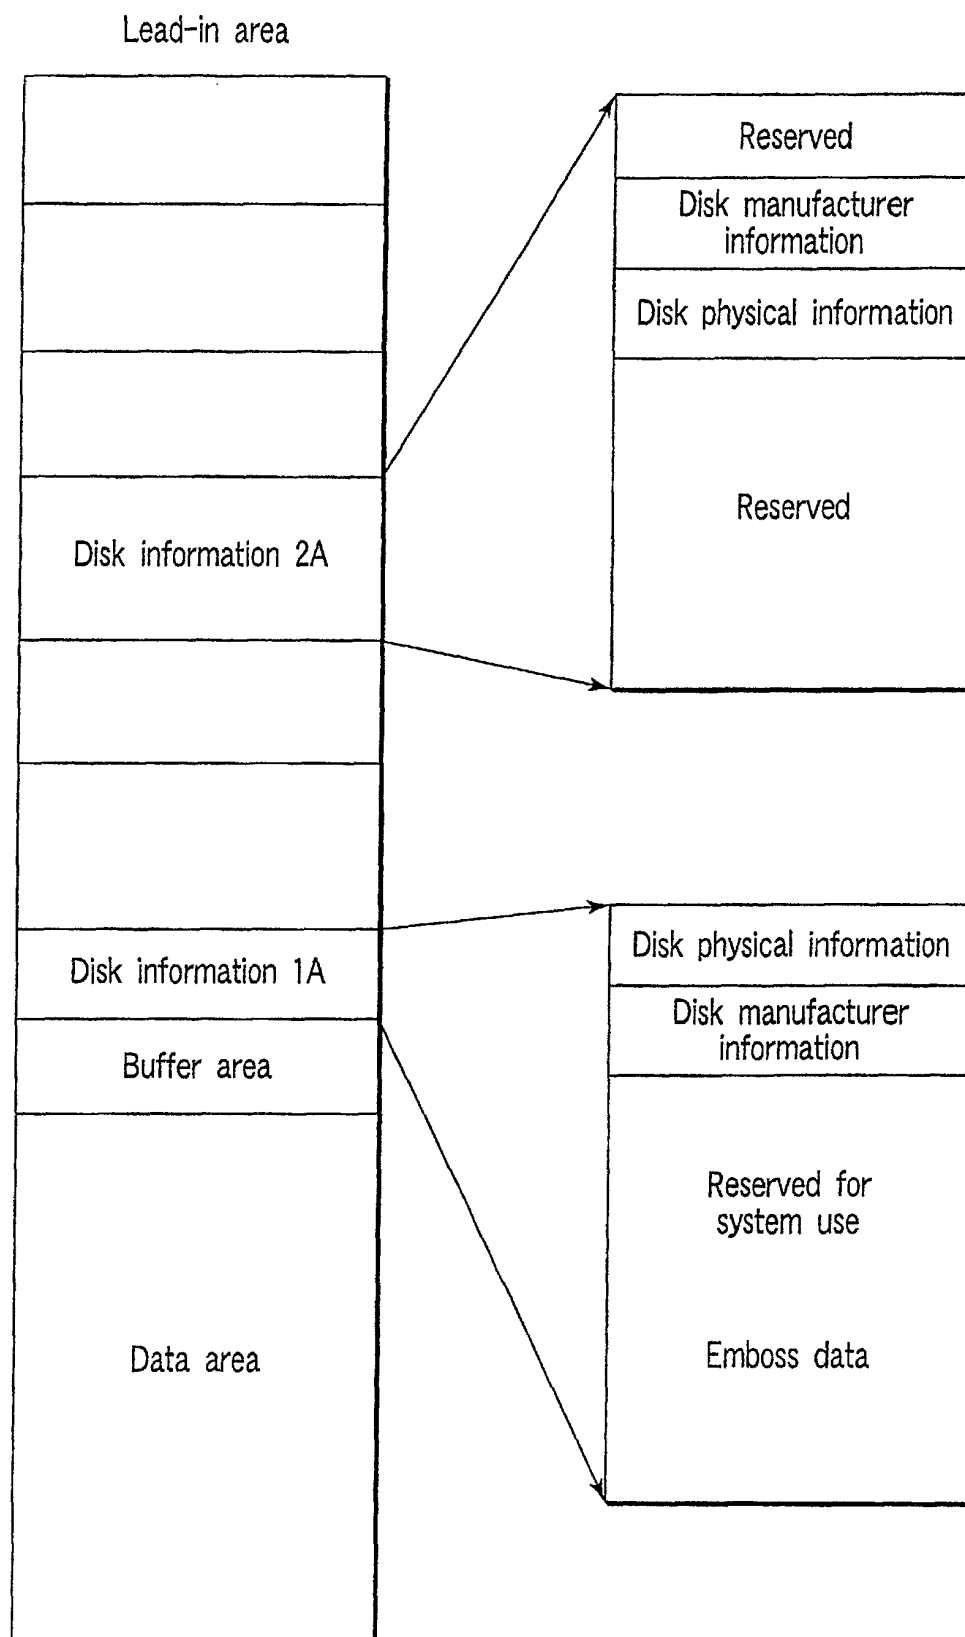 Lead-in area
Disk information 2A
Disk information 1A
Buffer area
Data area
Reserved
Disk manufacturer
information
Disk physical information
Reserved
Disk physical information
Disk manufacturer
information
Reserved for
system use
Emboss data